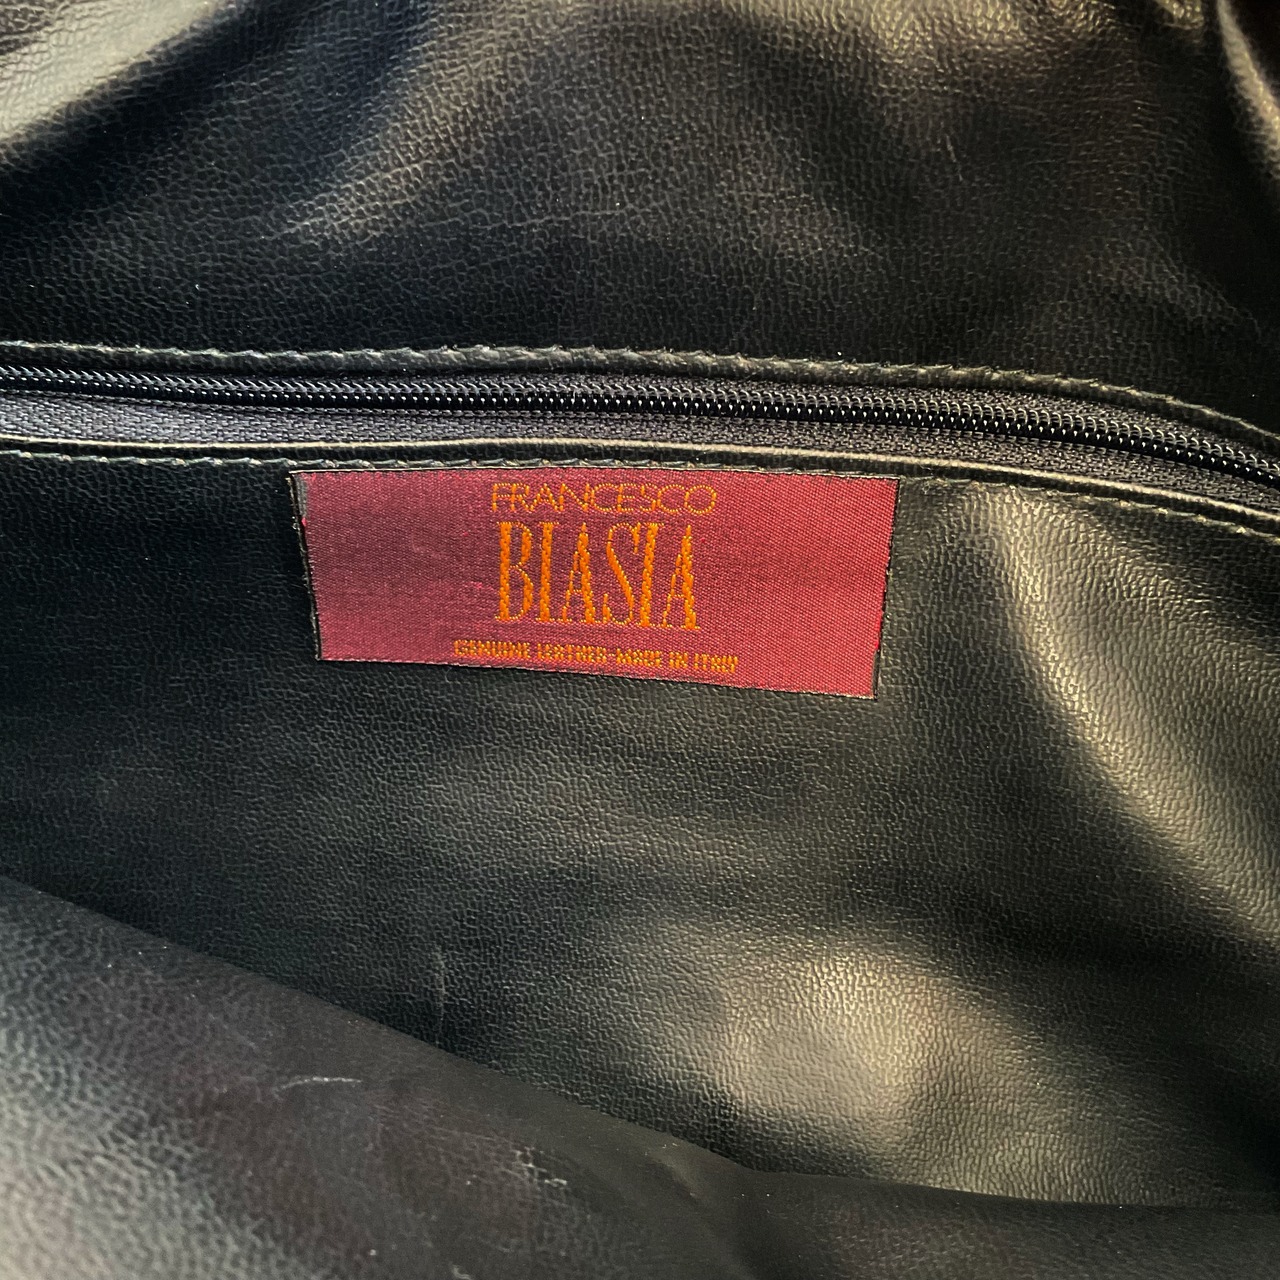 FRANCESCO
BIASIA
GENUINE LEATHER-MADE IN ITALY